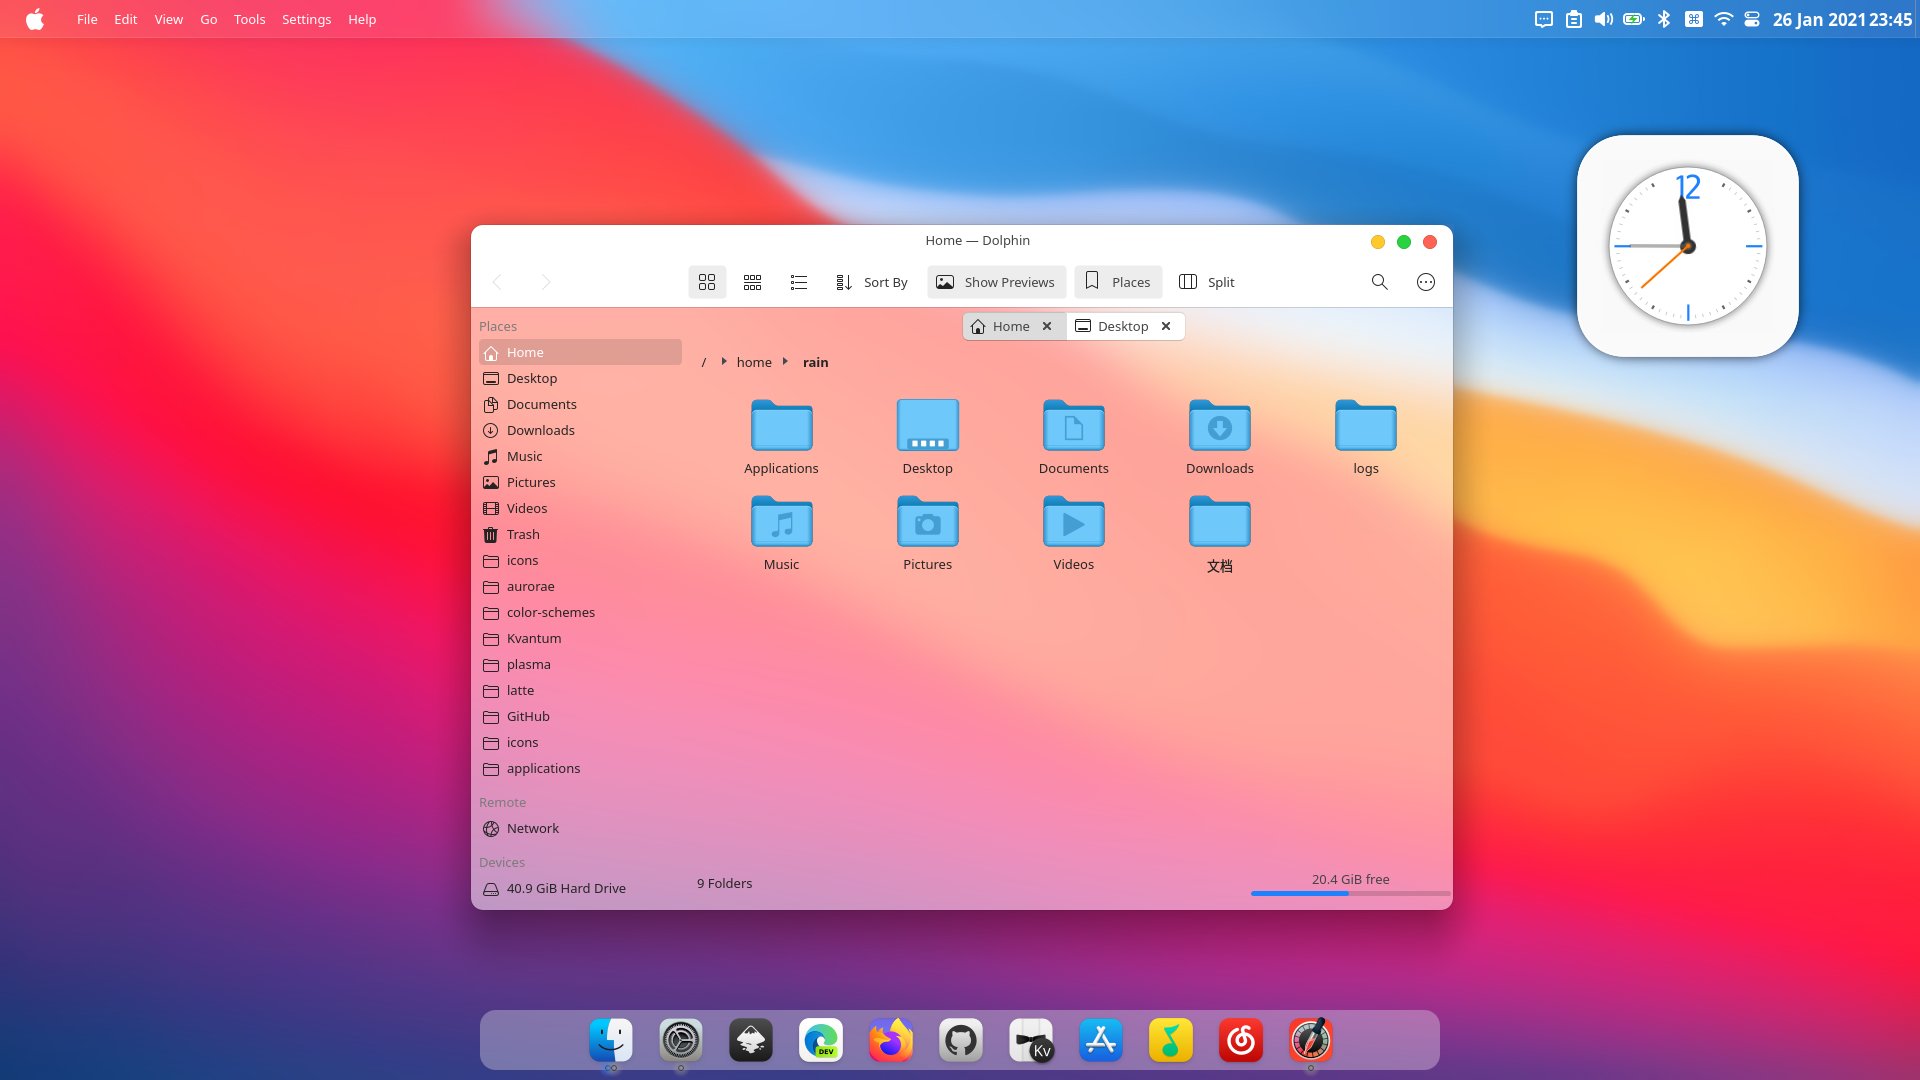 File Edit View Go Tools Settings Help
26 Jan 2021 23:45
12
Home — Dolphin
Sort By Show Previews Places Split
Places
Home
Desktop
Documents
Downloads
Music
Pictures
Videos
Trash
icons
aurorae
color-schemes
Kvantum
plasma
latte
GitHub
icons
applications
Remote
Network
Devices
40.9 GiB Hard Drive
Home Desktop
/ home rain
Applications Desktop Documents Downloads logs
Music Pictures Videos 文档
9 Folders
20.4 GiB free
DEV
Kv